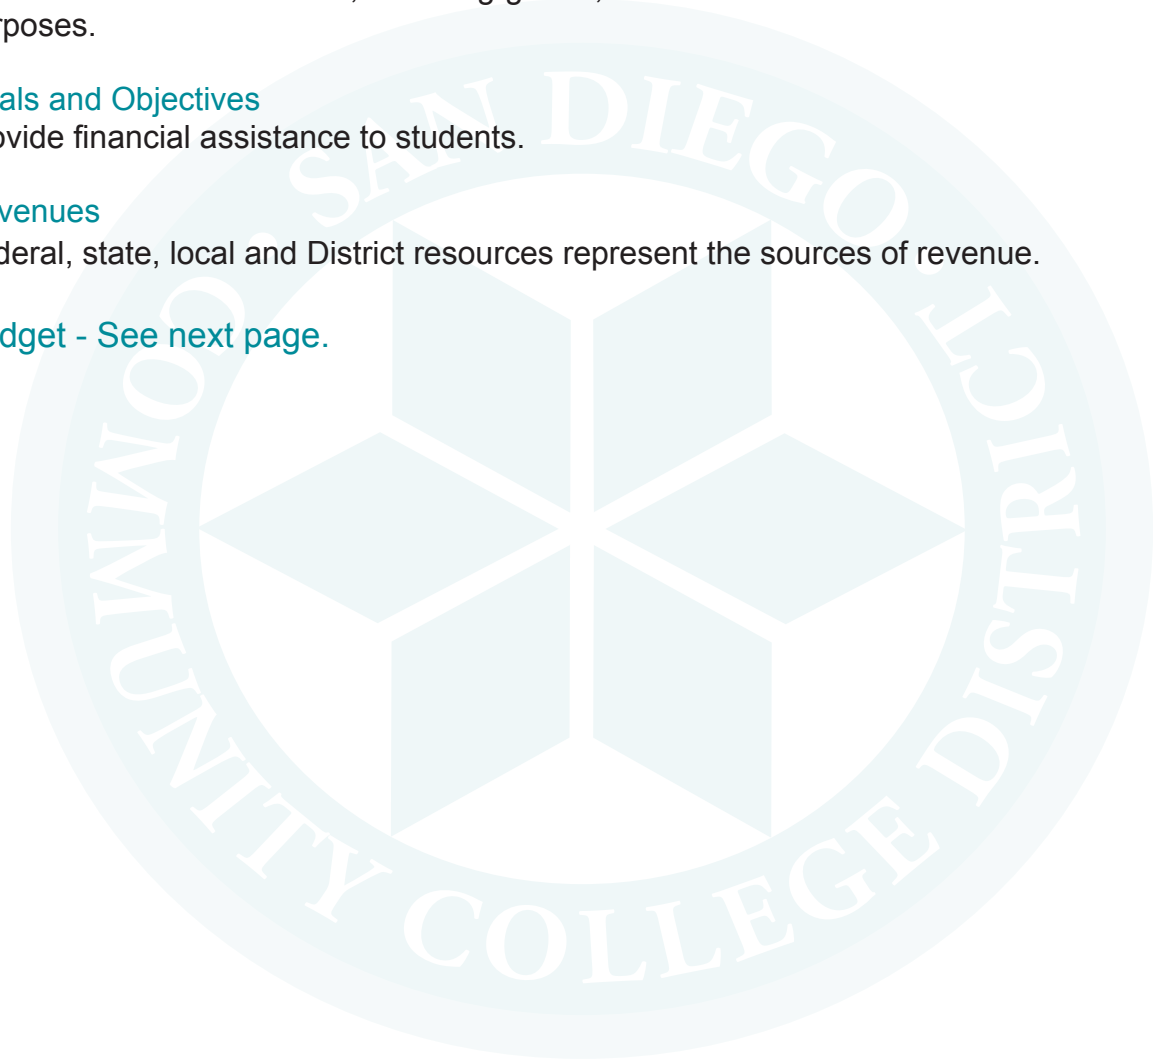 rposes.
als and Objectives
ovide financial assistance to students.
venues
deral, state, local and District resources represent the sources of revenue.
dget - See next page.
SAN DIEGO
COMMUNITY COLLEGE DISTRICT